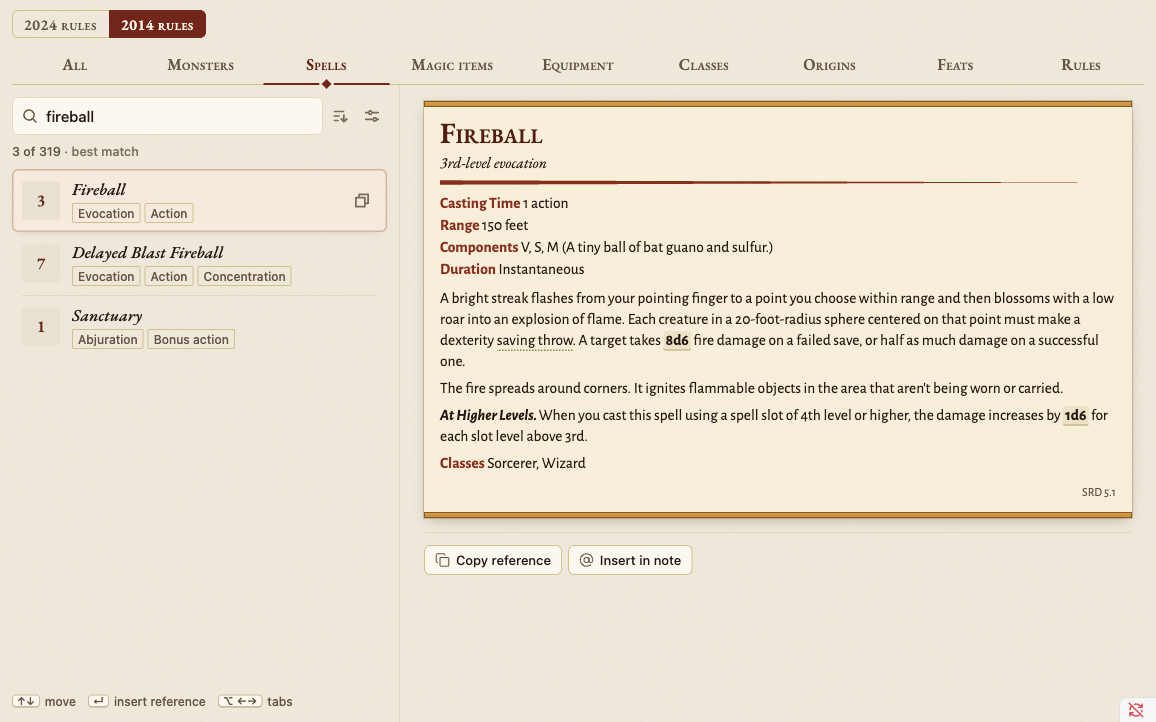 2024 RULES 2014 RULES
ALL MONSTERS SPELLS MAGIC ITEMS EQUIPMENT CLASSES ORIGINS FEATS RULES
fireball
3 of 319 · best match
3 Fireball
Evocation Action
7 Delayed Blast Fireball
Evocation Action Concentration
1 Sanctuary
Abjuration Bonus action
↑↓ move ↵ insert reference ⌥ ←→ tabs
FIREBALL
3rd-level evocation
Casting Time 1 action
Range 150 feet
Components V, S, M (A tiny ball of bat guano and sulfur.)
Duration Instantaneous
A bright streak flashes from your pointing finger to a point you choose within range and then blossoms with a low
roar into an explosion of flame. Each creature in a 20-foot-radius sphere centered on that point must make a
dexterity saving throw. A target takes 8d6 fire damage on a failed save, or half as much damage on a successful
one.
The fire spreads around corners. It ignites flammable objects in the area that aren't being worn or carried.
At Higher Levels. When you cast this spell using a spell slot of 4th level or higher, the damage increases by 1d6 for
each slot level above 3rd.
Classes Sorcerer, Wizard
SRD 5.1
Copy reference Insert in note